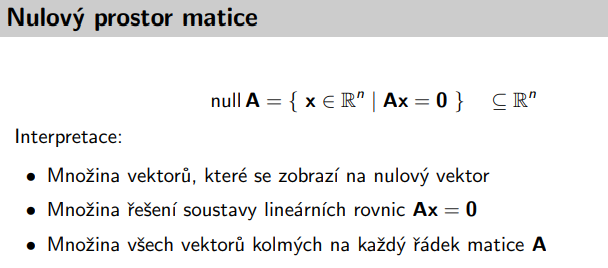 Nulový prostor matice
null A = { x ∈ ℝⁿ | Ax = 0 } ⊆ ℝⁿ
Interpretace:
• Množina vektorů, které se zobrazí na nulový vektor
• Množina řešení soustavy lineárních rovnic Ax = 0
• Množina všech vektorů kolmých na každý řádek matice A